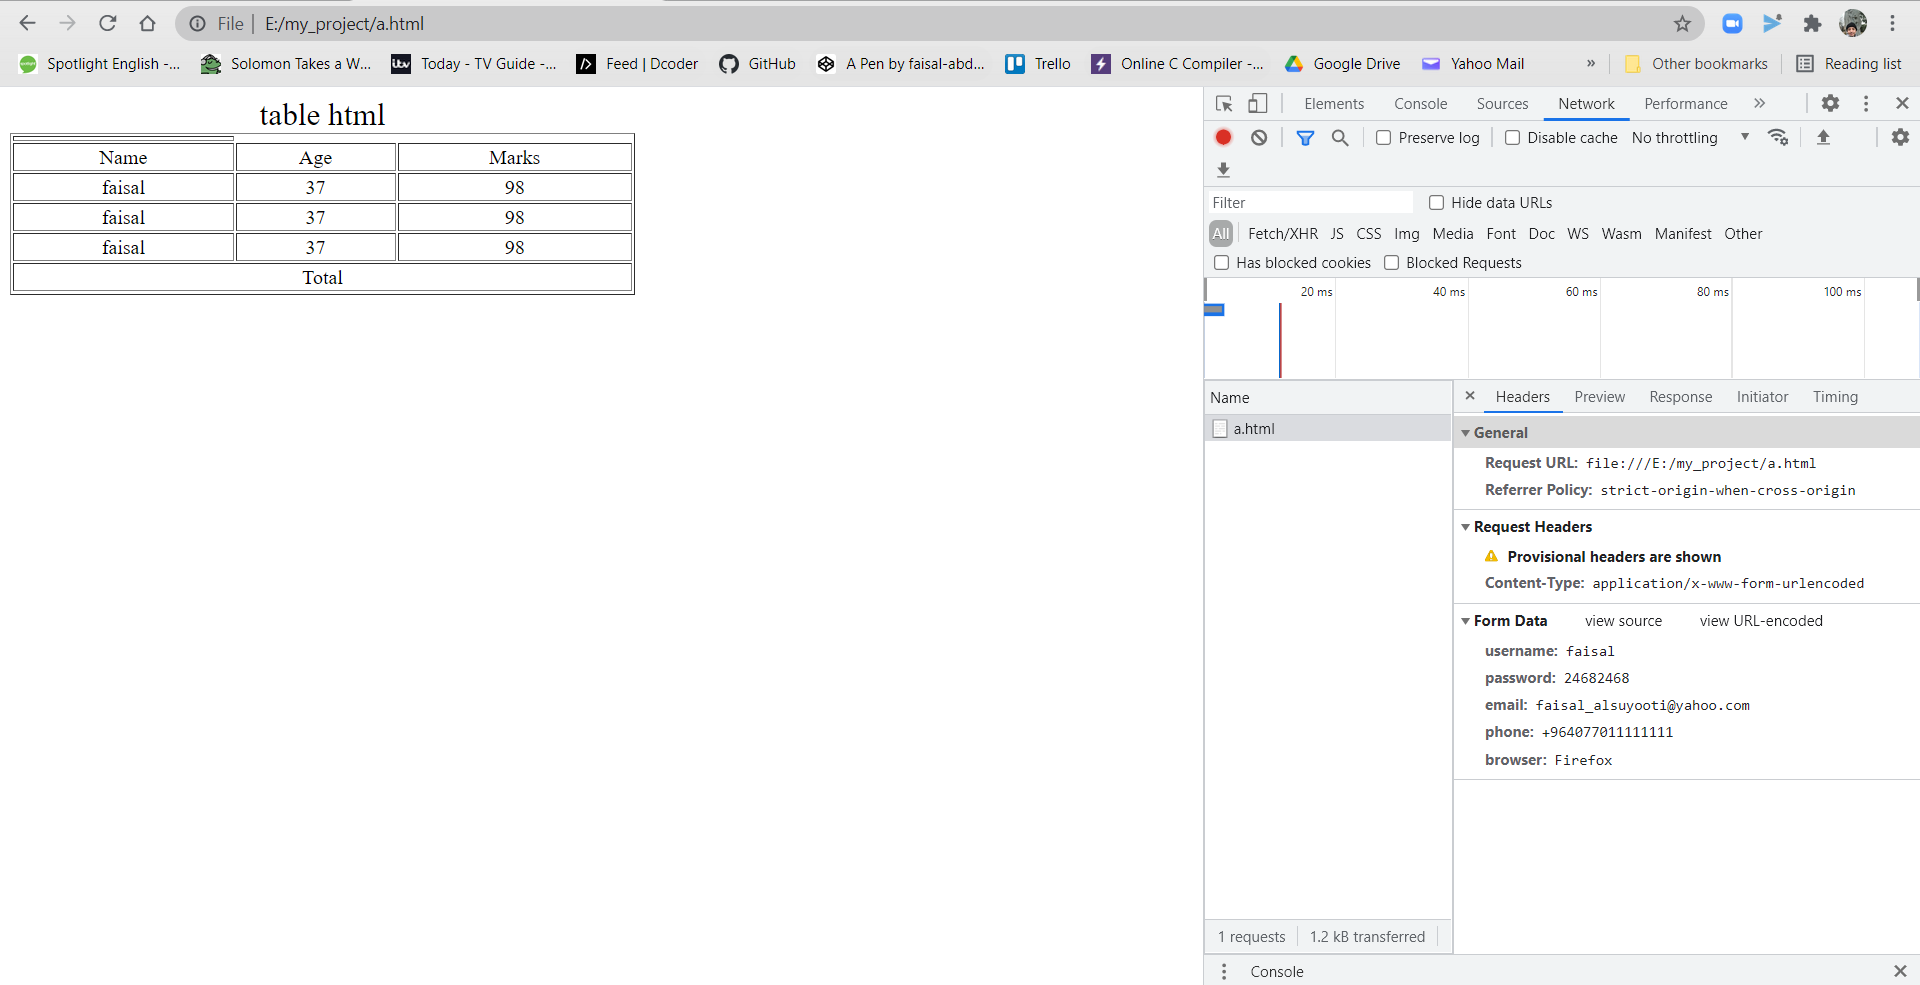 File | E:/my_project/a.html
Spotlight English -... Solomon Takes a W... itv Today - TV Guide -... Feed | Dcoder GitHub A Pen by faisal-abd... Trello Online C Compiler -... Google Drive Yahoo Mail » Other bookmarks Reading list
table html
Name Age Marks
faisal 37 98
faisal 37 98
faisal 37 98
Total
Elements Console Sources Network Performance »
Preserve log Disable cache No throttling
Filter Hide data URLs
All Fetch/XHR JS CSS Img Media Font Doc WS Wasm Manifest Other
Has blocked cookies Blocked Requests
20 ms 40 ms 60 ms 80 ms 100 ms
Name
a.html
Headers Preview Response Initiator Timing
General
Request URL: file:///E:/my_project/a.html
Referrer Policy: strict-origin-when-cross-origin
Request Headers
Provisional headers are shown
Content-Type: application/x-www-form-urlencoded
Form Data view source view URL-encoded
username: faisal
password: 24682468
email: faisal_alsuyooti@yahoo.com
phone: +964077011111111
browser: Firefox
1 requests 1.2 kB transferred
Console